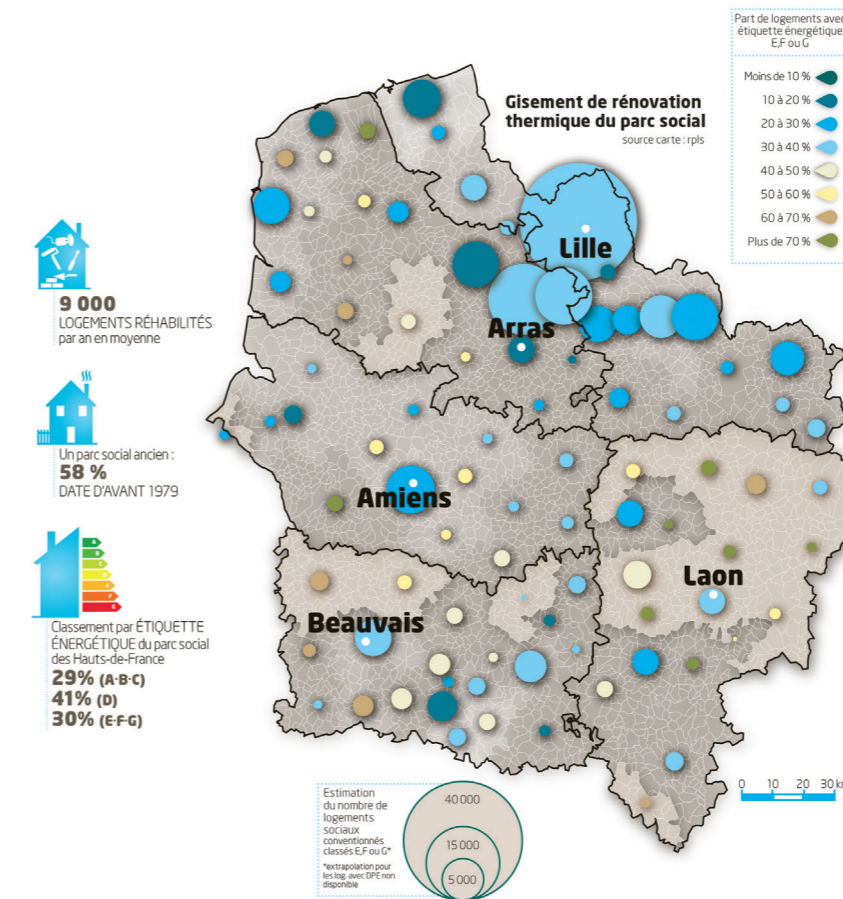 Part de logements avec
étiquette énergétique
E,F ou G
Moins de 10 %
10 à 20 %
20 à 30 %
30 à 40 %
40 à 50 %
50 à 60 %
60 à 70 %
Plus de 70 %
Gisement de rénovation
thermique du parc social
source carte : rpls
Lille
Arras
Amiens
Laon
Beauvais
9 000
LOGEMENTS RÉHABILITÉS
par an en moyenne
Un parc social ancien :
58 %
DATE D'AVANT 1979
A
B
C
D
E
F
G
Classement par ÉTIQUETTE
ÉNERGÉTIQUE du parc social
des Hauts-de-France
29% (A-B-C)
41% (D)
30% (E-F-G)
0 10 20 30 km
Estimation
du nombre de
logements
sociaux
conventionnés
classés E,F ou G*
*extrapolation pour
les log. avec DPE non
disponible
40 000
15 000
5 000